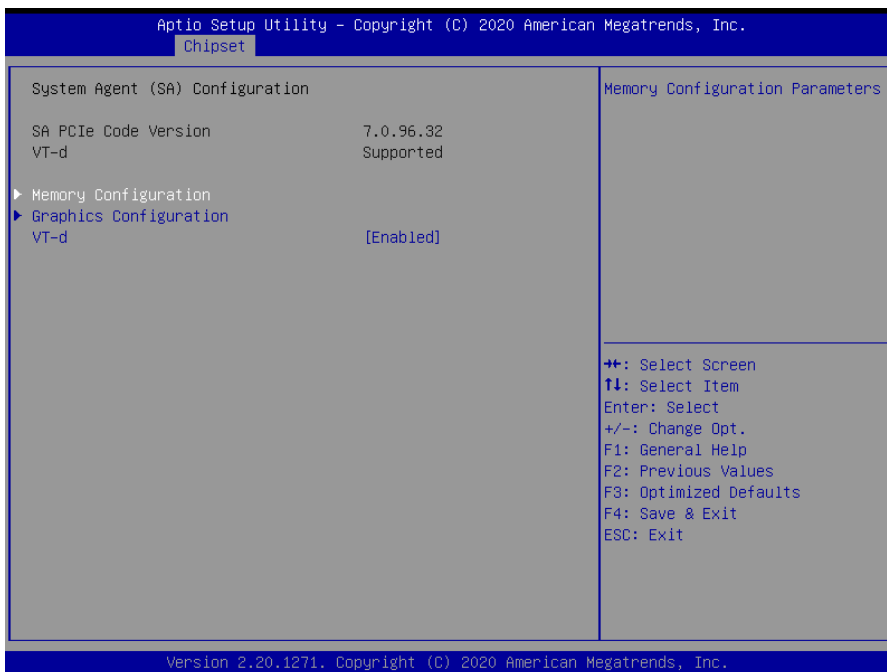 Aptio Setup Utility – Copyright (C) 2020 American Megatrends, Inc.
Chipset
System Agent (SA) Configuration
SA PCIe Code Version 7.0.96.32
VT-d Supported
Memory Configuration
Graphics Configuration
VT-d [Enabled]
Memory Configuration Parameters
→←: Select Screen
↑↓: Select Item
Enter: Select
+/-: Change Opt.
F1: General Help
F2: Previous Values
F3: Optimized Defaults
F4: Save & Exit
ESC: Exit
Version 2.20.1271. Copyright (C) 2020 American Megatrends, Inc.